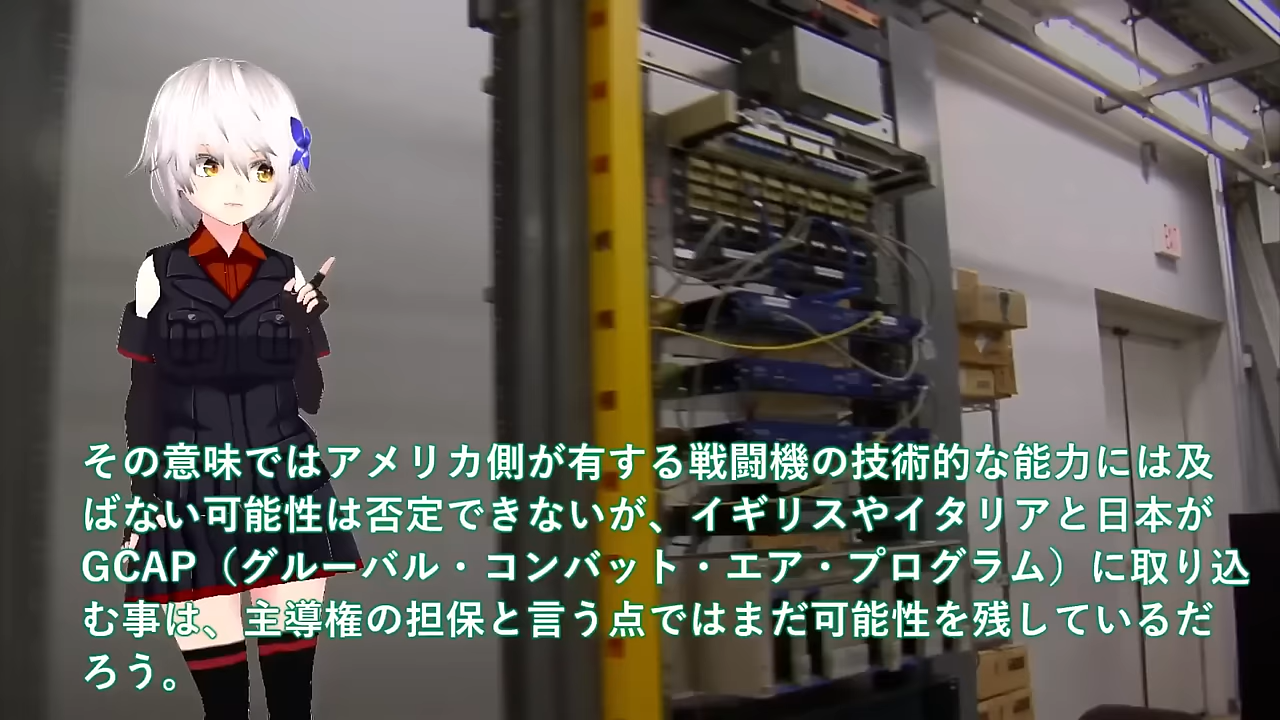 その意味ではアメリカ側が有する戦闘機の技術的な能力には及
ばない可能性は否定できないが、イギリスやイタリアと日本が
GCAP（グルーバル・コンバット・エア・プログラム）に取り込
む事は、主導権の担保と言う点ではまだ可能性を残しているだ
ろう。
EXIT